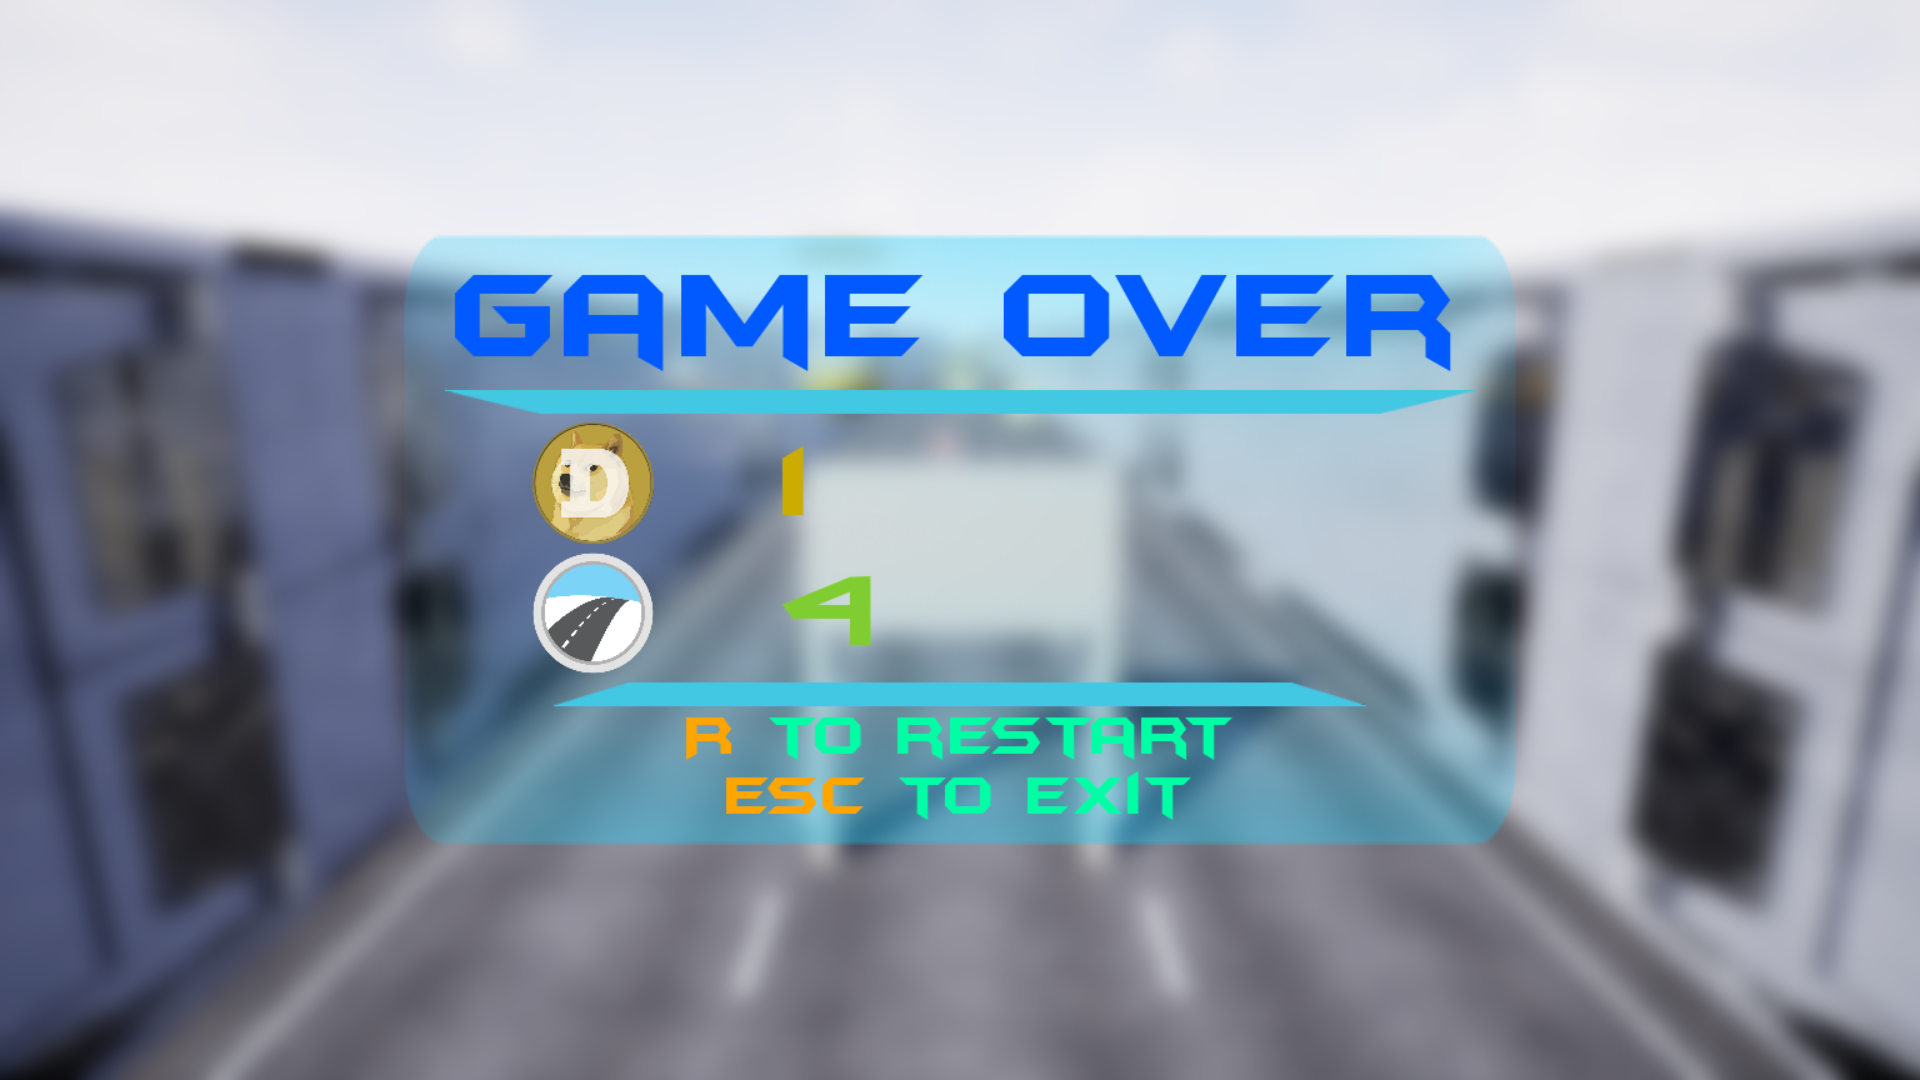 GAME OVER
D 1
4
R TO RESTART
ESC TO EXIT